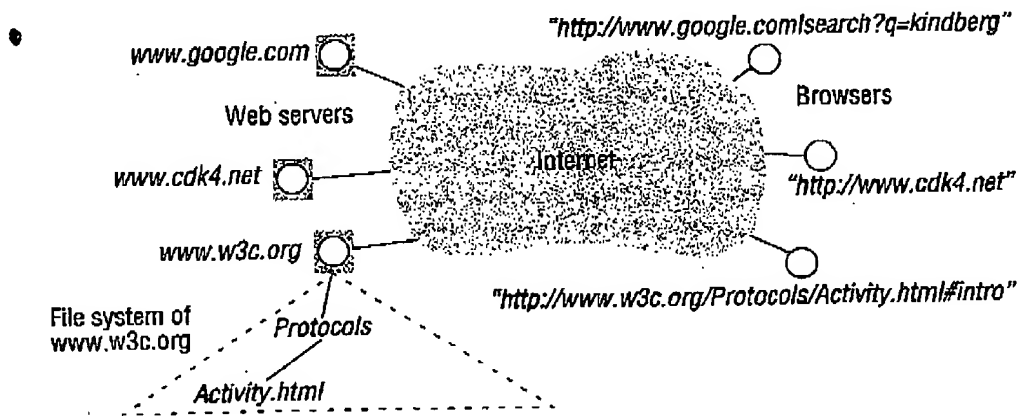 "http://www.google.comlsearch?q=kindberg"
www.google.com
Browsers
Web servers
Internet
www.cdk4.net
"http://www.cdk4.net"
www.w3c.org
"http://www.w3c.org/Protocols/Activity.html#intro"
File system of
www.w3c.org
Protocols
Activity.html